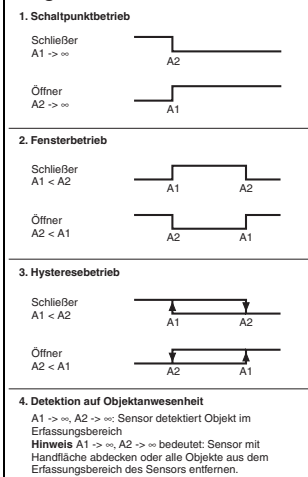 1. Schaltpunktbetrieb
Schließer
A1 -> ∞
A2
Öffner
A2 -> ∞
A1
2. Fensterbetrieb
Schließer
A1 < A2
A1 A2
Öffner
A2 < A1
A2 A1
3. Hysteresebetrieb
Schließer
A1 < A2
A1 A2
Öffner
A2 < A1
A2 A1
4. Detektion auf Objektanwesenheit
A1 -> ∞, A2 -> ∞: Sensor detektiert Objekt im
Erfassungsbereich
Hinweis A1 -> ∞, A2 -> ∞ bedeutet: Sensor mit
Handfläche abdecken oder alle Objekte aus dem
Erfassungsbereich des Sensors entfernen.